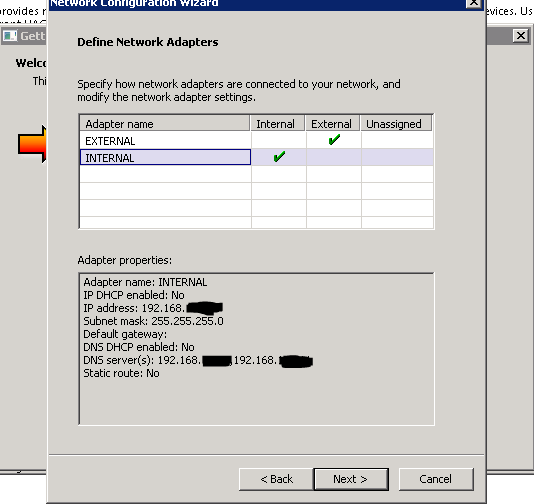 Network Configuration Wizard
provides
evices. Us
Gett
Welco
Thi
Define Network Adapters
Specify how network adapters are connected to your network, and
modify the network adapter settings.
Adapter name Internal External Unassigned
EXTERNAL
INTERNAL
Adapter properties:
Adapter name: INTERNAL
IP DHCP enabled: No
IP address: 192.168.
Subnet mask: 255.255.255.0
Default gateway:
DNS DHCP enabled: No
DNS server(s): 192.168. ,192.168.
Static route: No
< Back Next > Cancel